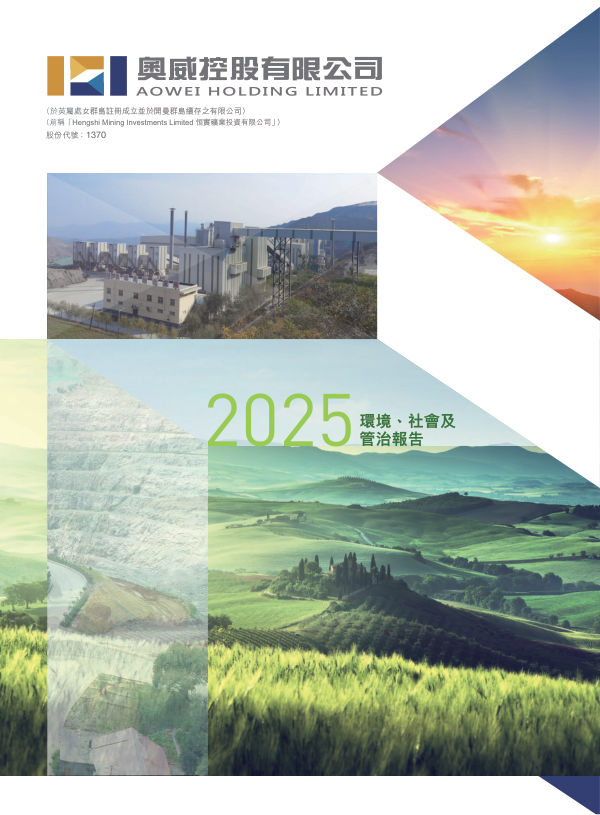 奧威控股有限公司
AOWEI HOLDING LIMITED
(於英屬處女群島註冊成立並於開曼群島續存之有限公司)
(前稱「Hengshi Mining Investments Limited 恒實礦業投資有限公司」)
股份代號：1370
2025 環境、社會及
管治報告